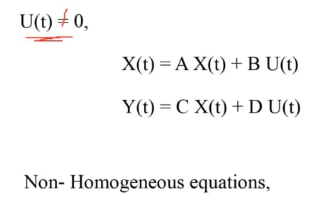 U(t) ≠ 0,
X(t) = A X(t) + B U(t)
Y(t) = C X(t) + D U(t)
Non- Homogeneous equations,